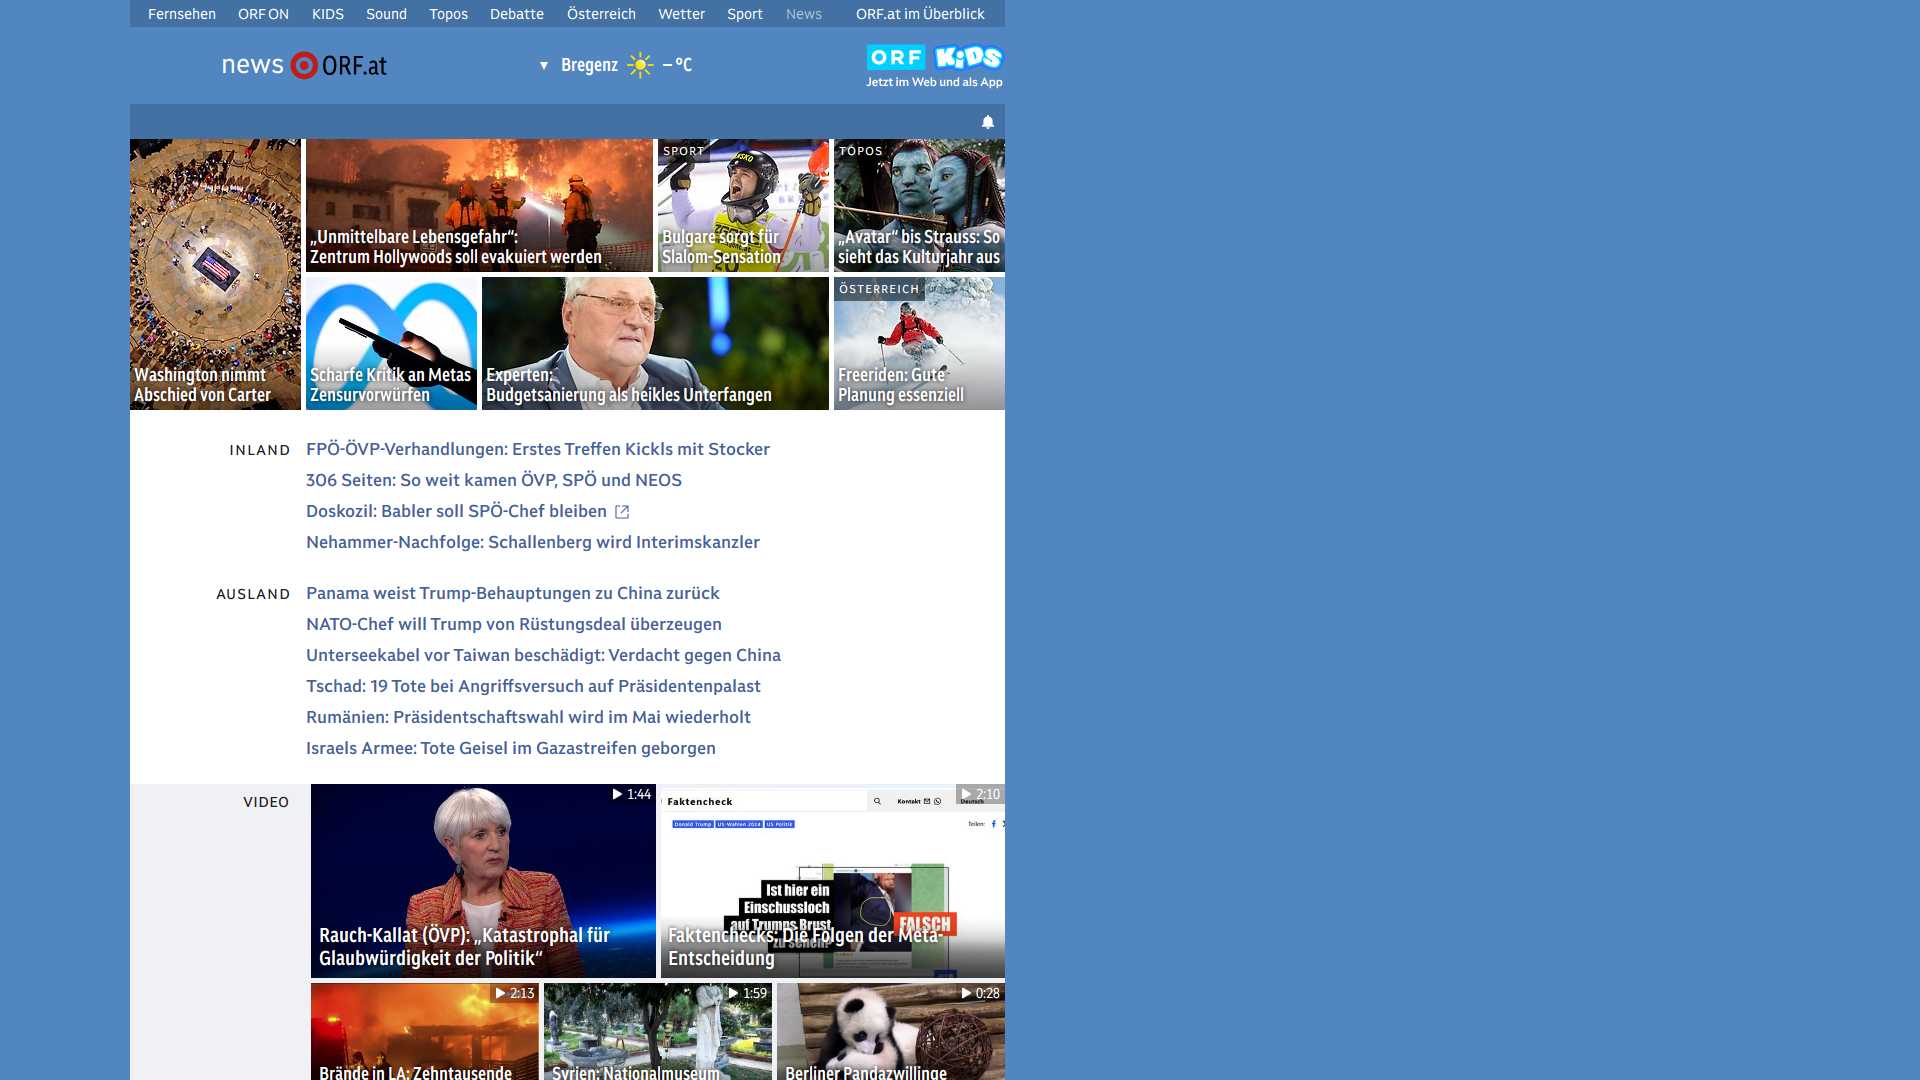 Fernsehen ORF ON KIDS Sound Topos Debatte Österreich Wetter Sport News ORF.at im Überblick
news ORF.at
▼ Bregenz – °C
ORF KiDS
Jetzt im Web und als App
Washington nimmt
Abschied von Carter
„Unmittelbare Lebensgefahr“:
Zentrum Hollywoods soll evakuiert werden
SPORT
Bulgare sorgt für
Slalom-Sensation
TOPOS
„Avatar“ bis Strauss: So
sieht das Kulturjahr aus
Scharfe Kritik an Metas
Zensurvorwürfen
Experten:
Budgetsanierung als heikles Unterfangen
ÖSTERREICH
Freeriden: Gute
Planung essenziell
INLAND
FPÖ-ÖVP-Verhandlungen: Erstes Treffen Kickls mit Stocker
306 Seiten: So weit kamen ÖVP, SPÖ und NEOS
Doskozil: Babler soll SPÖ-Chef bleiben
Nehammer-Nachfolge: Schallenberg wird Interimskanzler
AUSLAND
Panama weist Trump-Behauptungen zu China zurück
NATO-Chef will Trump von Rüstungsdeal überzeugen
Unterseekabel vor Taiwan beschädigt: Verdacht gegen China
Tschad: 19 Tote bei Angriffsversuch auf Präsidentenpalast
Rumänien: Präsidentschaftswahl wird im Mai wiederholt
Israels Armee: Tote Geisel im Gazastreifen geborgen
VIDEO
1:44
Rauch-Kallat (ÖVP): „Katastrophal für
Glaubwürdigkeit der Politik“
2:10
Faktencheck Kontakt Deutsch
Donald Trump US-Wahlen 2024 US Politik Teilen:
Ist hier ein
Einschussloch
auf Trumps Brust
zu sehen?
FALSCH
Faktenchecks: Die Folgen der Meta-
Entscheidung
2:13
Brände in LA: Zehntausende
1:59
Syrien: Nationalmuseum
0:28
Berliner Pandazwillinge